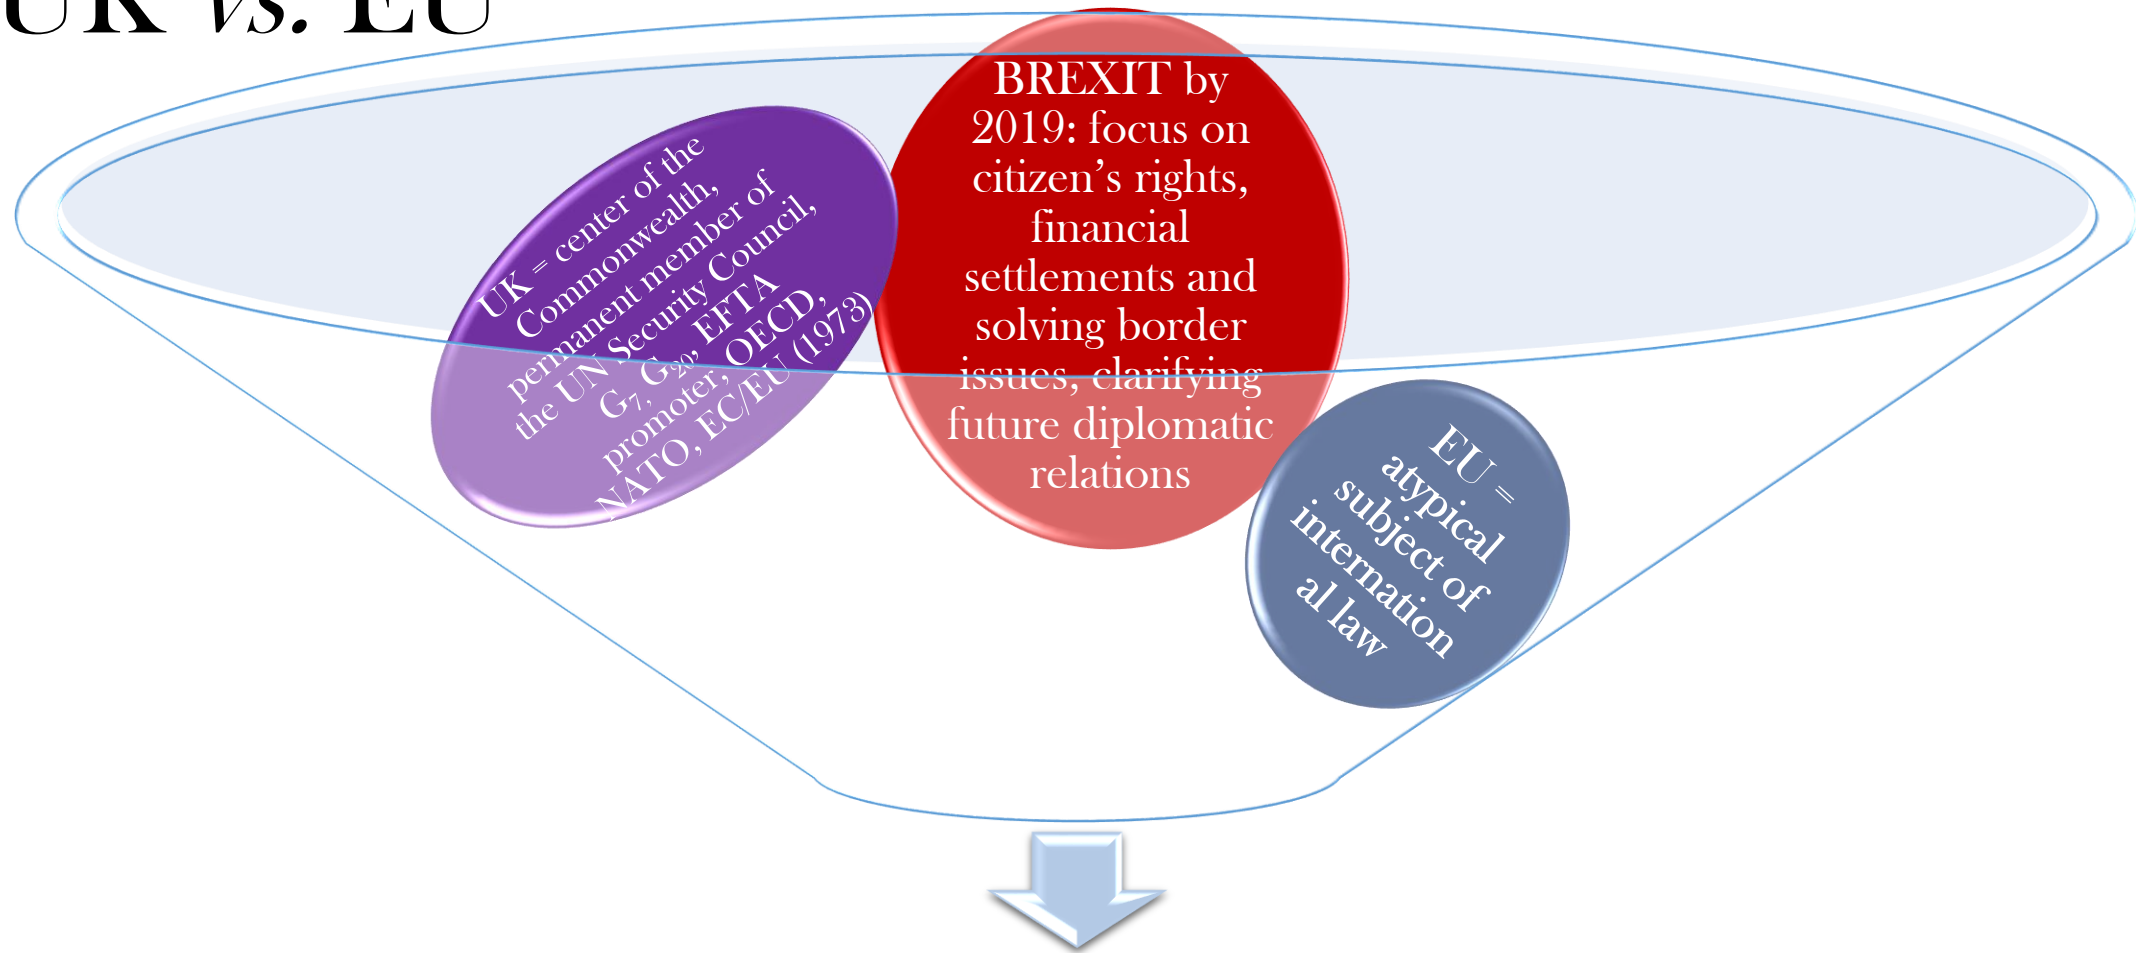 UK vs. EU
UK = center of the
Commonwealth,
permanent member of
the UN Security Council,
G7, G20, EFTA
promoter, OECD,
NATO, EC/EU (1973)
BREXIT by
2019: focus on
citizen’s rights,
financial
settlements and
solving border
issues, clarifying
future diplomatic
relations
EU =
atypical
subject of
internation
al law